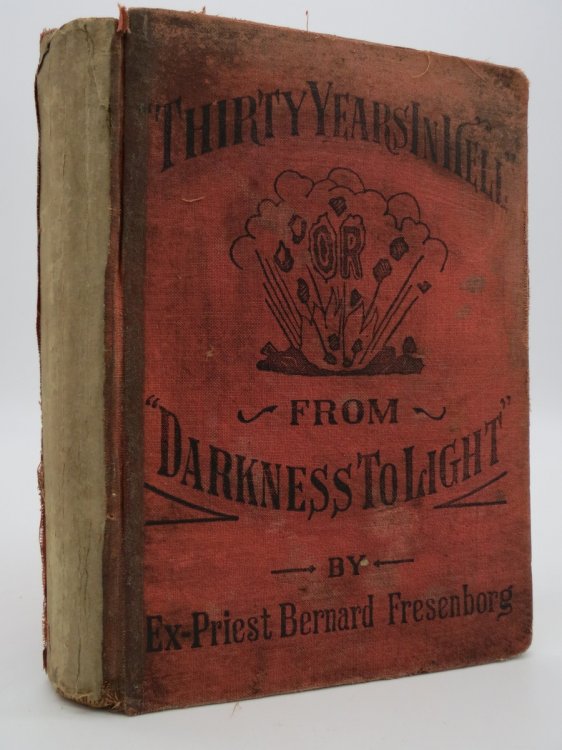 "THIRTY YEARS IN HELL"
OR
FROM
"DARKNESS TO LIGHT"
BY
Ex-Priest Bernard Fresenborg